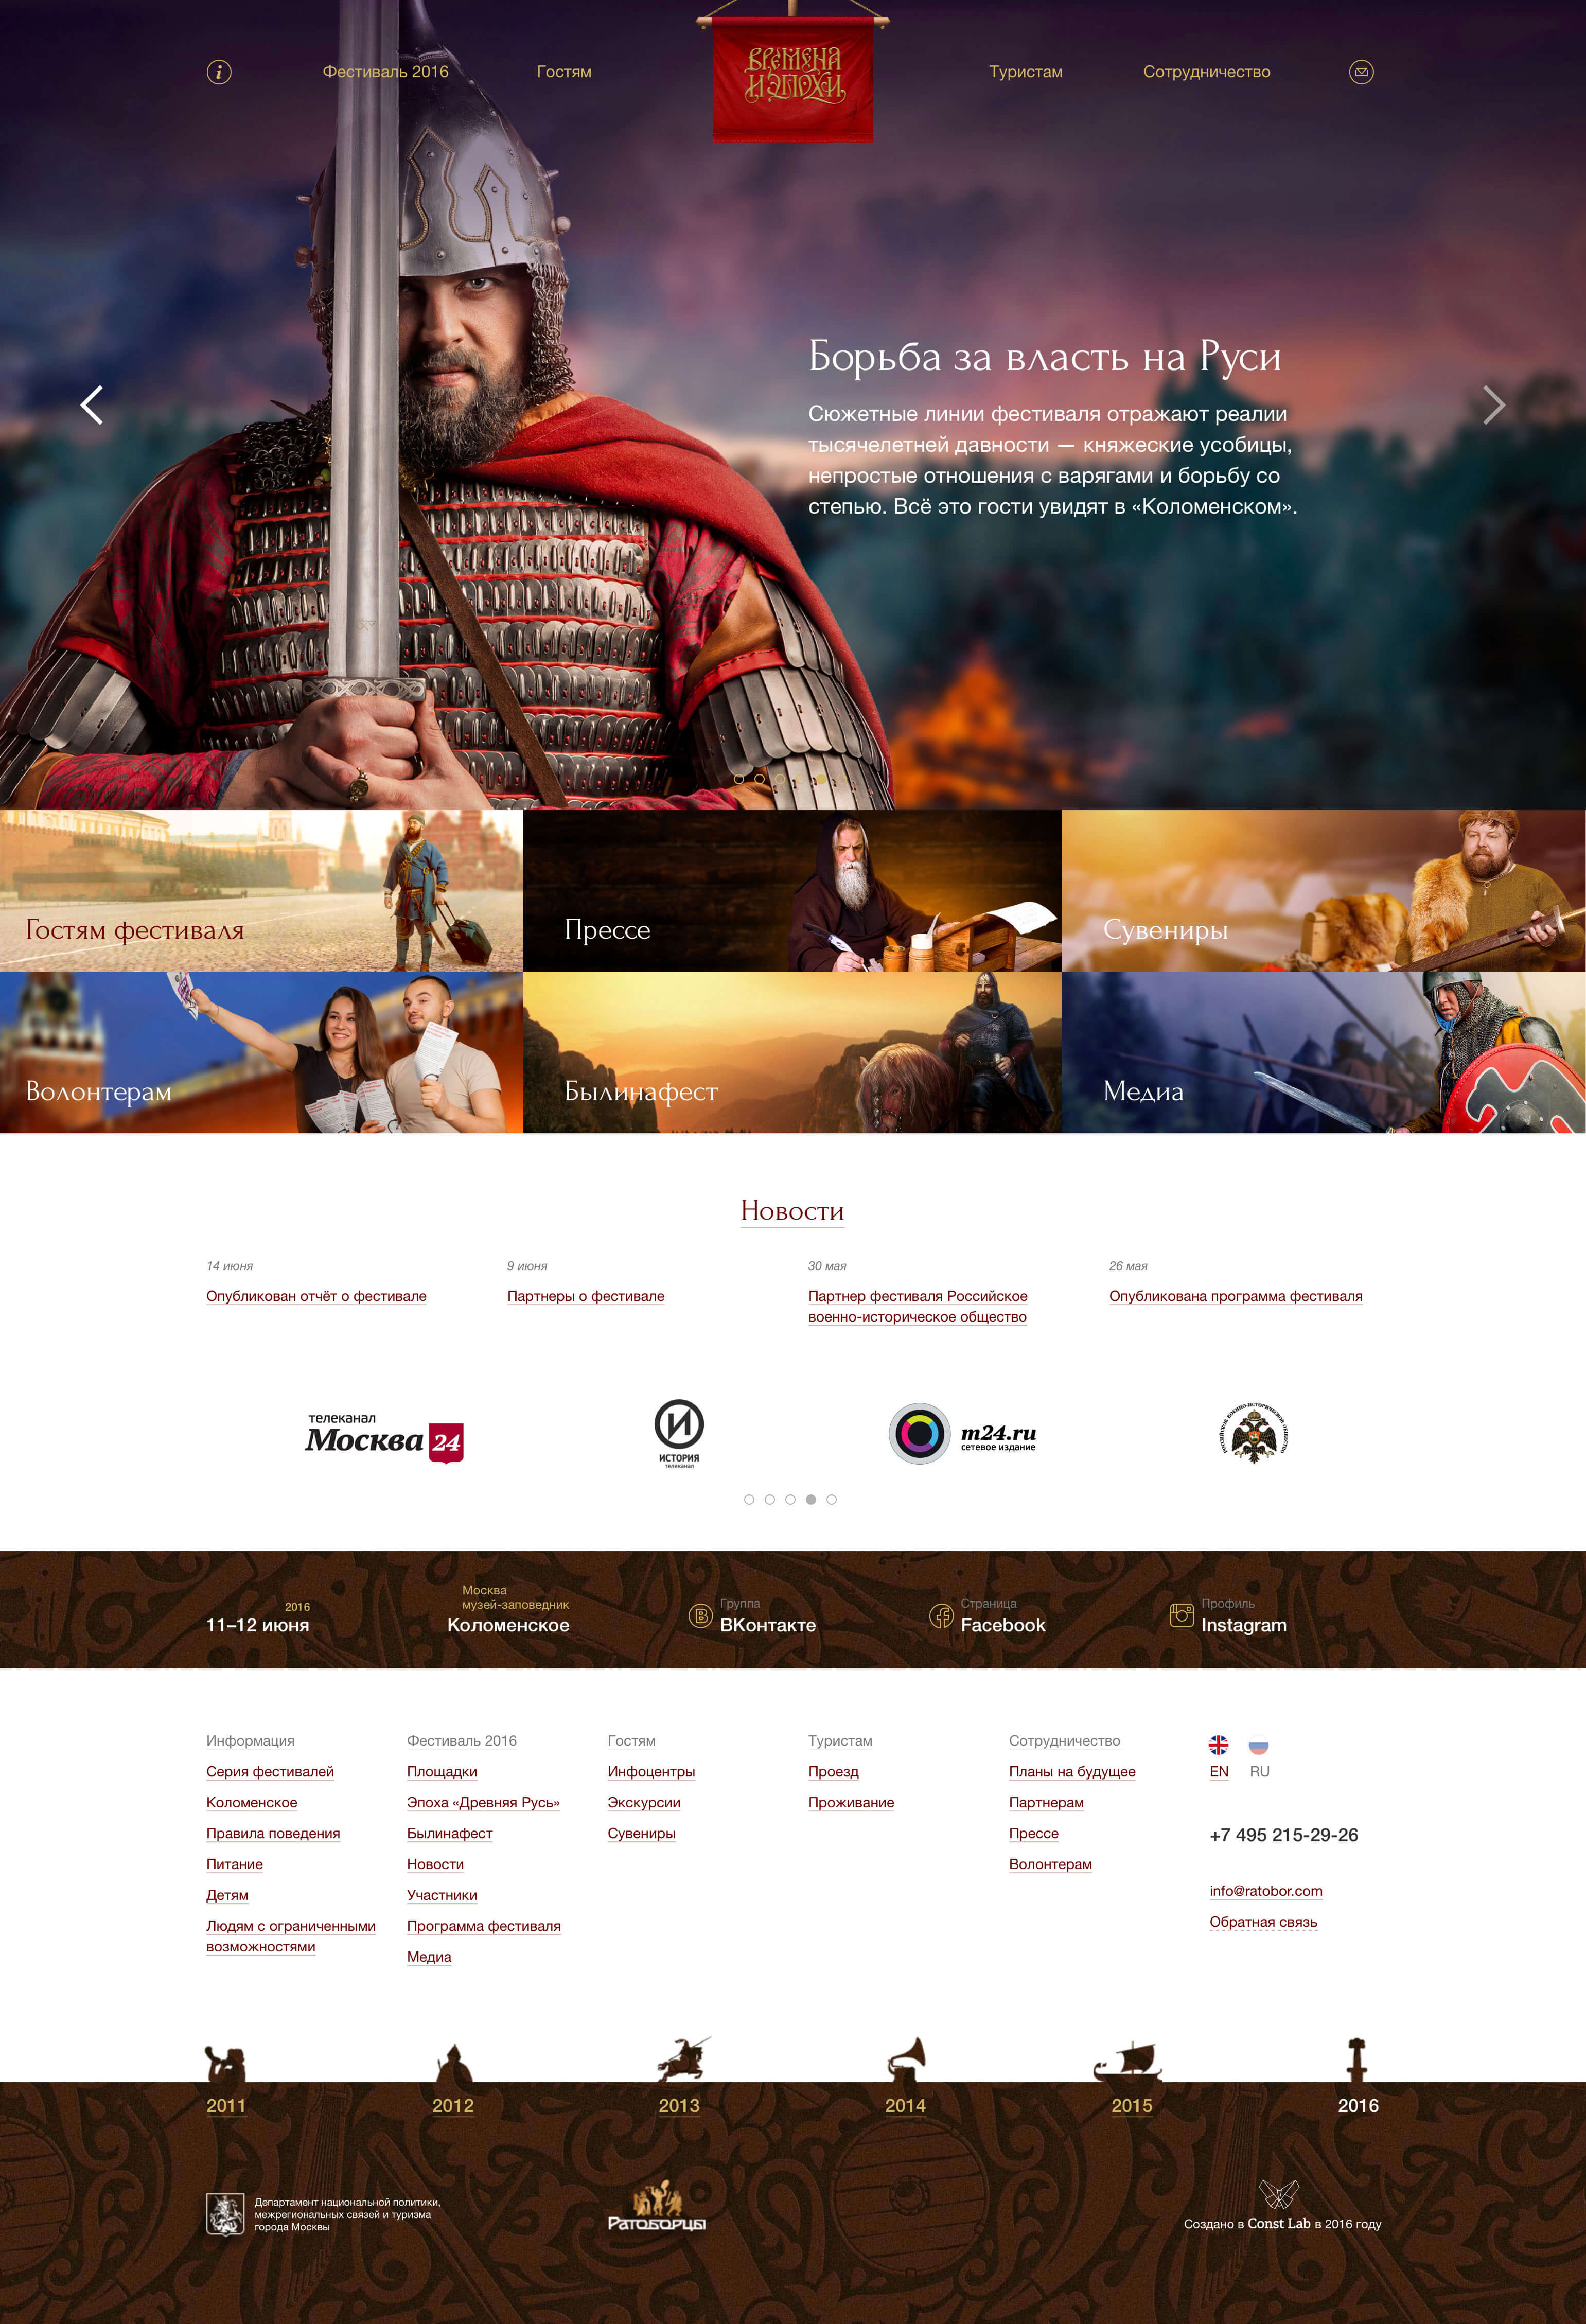 Фестиваль 2016
Гостям
ВРЕМЕНА
И ЭПОХИ
Туристам
Сотрудничество
Борьба за власть на Руси
Сюжетные линии фестиваля отражают реалии
тысячелетней давности — княжеские усобицы,
непростые отношения с варягами и борьбу со
степью. Всё это гости увидят в «Коломенском».
Гостям фестиваля
Прессе
Сувениры
Волонтерам
Былинафест
Медиа
Новости
14 июня
Опубликован отчёт о фестивале
9 июня
Партнеры о фестивале
30 мая
Партнер фестиваля Российское
военно-историческое общество
26 мая
Опубликована программа фестиваля
телеканал
Москва 24
И
ИСТОРИЯ
телеканал
m24.ru
сетевое издание
РОССИЙСКОЕ ВОЕННО-ИСТОРИЧЕСКОЕ ОБЩЕСТВО
2016
11–12 июня
Москва
музей-заповедник
Коломенское
Группа
ВКонтакте
Страница
Facebook
Профиль
Instagram
Информация
Серия фестивалей
Коломенское
Правила поведения
Питание
Детям
Людям с ограниченными
возможностями
Фестиваль 2016
Площадки
Эпоха «Древняя Русь»
Былинафест
Новости
Участники
Программа фестиваля
Медиа
Гостям
Инфоцентры
Экскурсии
Сувениры
Туристам
Проезд
Проживание
Сотрудничество
Планы на будущее
Партнерам
Прессе
Волонтерам
EN
RU
+7 495 215-29-26
info@ratobor.com
Обратная связь
2011
2012
2013
2014
2015
2016
Департамент национальной политики,
межрегиональных связей и туризма
города Москвы
Ратоборцы
Создано в Const Lab в 2016 году